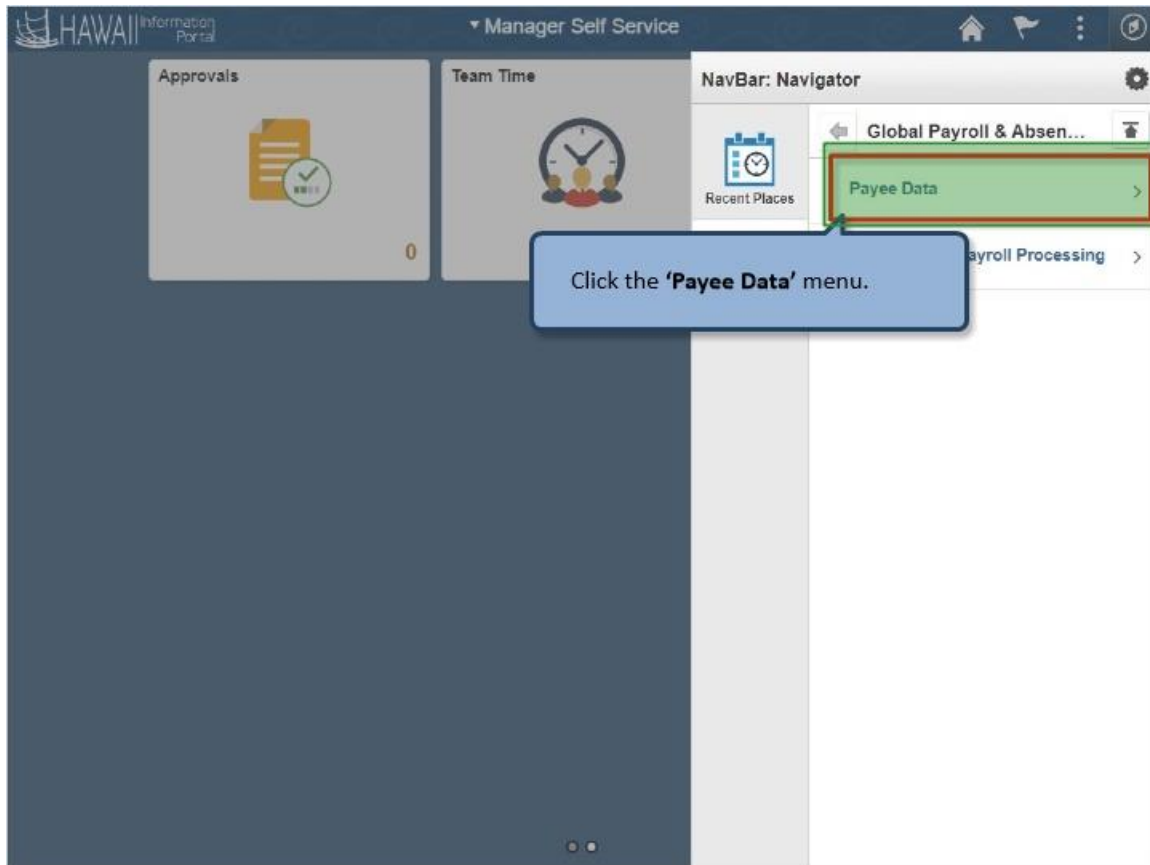 HAWAII Information
Portal
Manager Self Service
Approvals
0
Team Time
NavBar: Navigator
Recent Places
Global Payroll & Absen...
Payee Data
Click the ‘Payee Data’ menu.
Processing